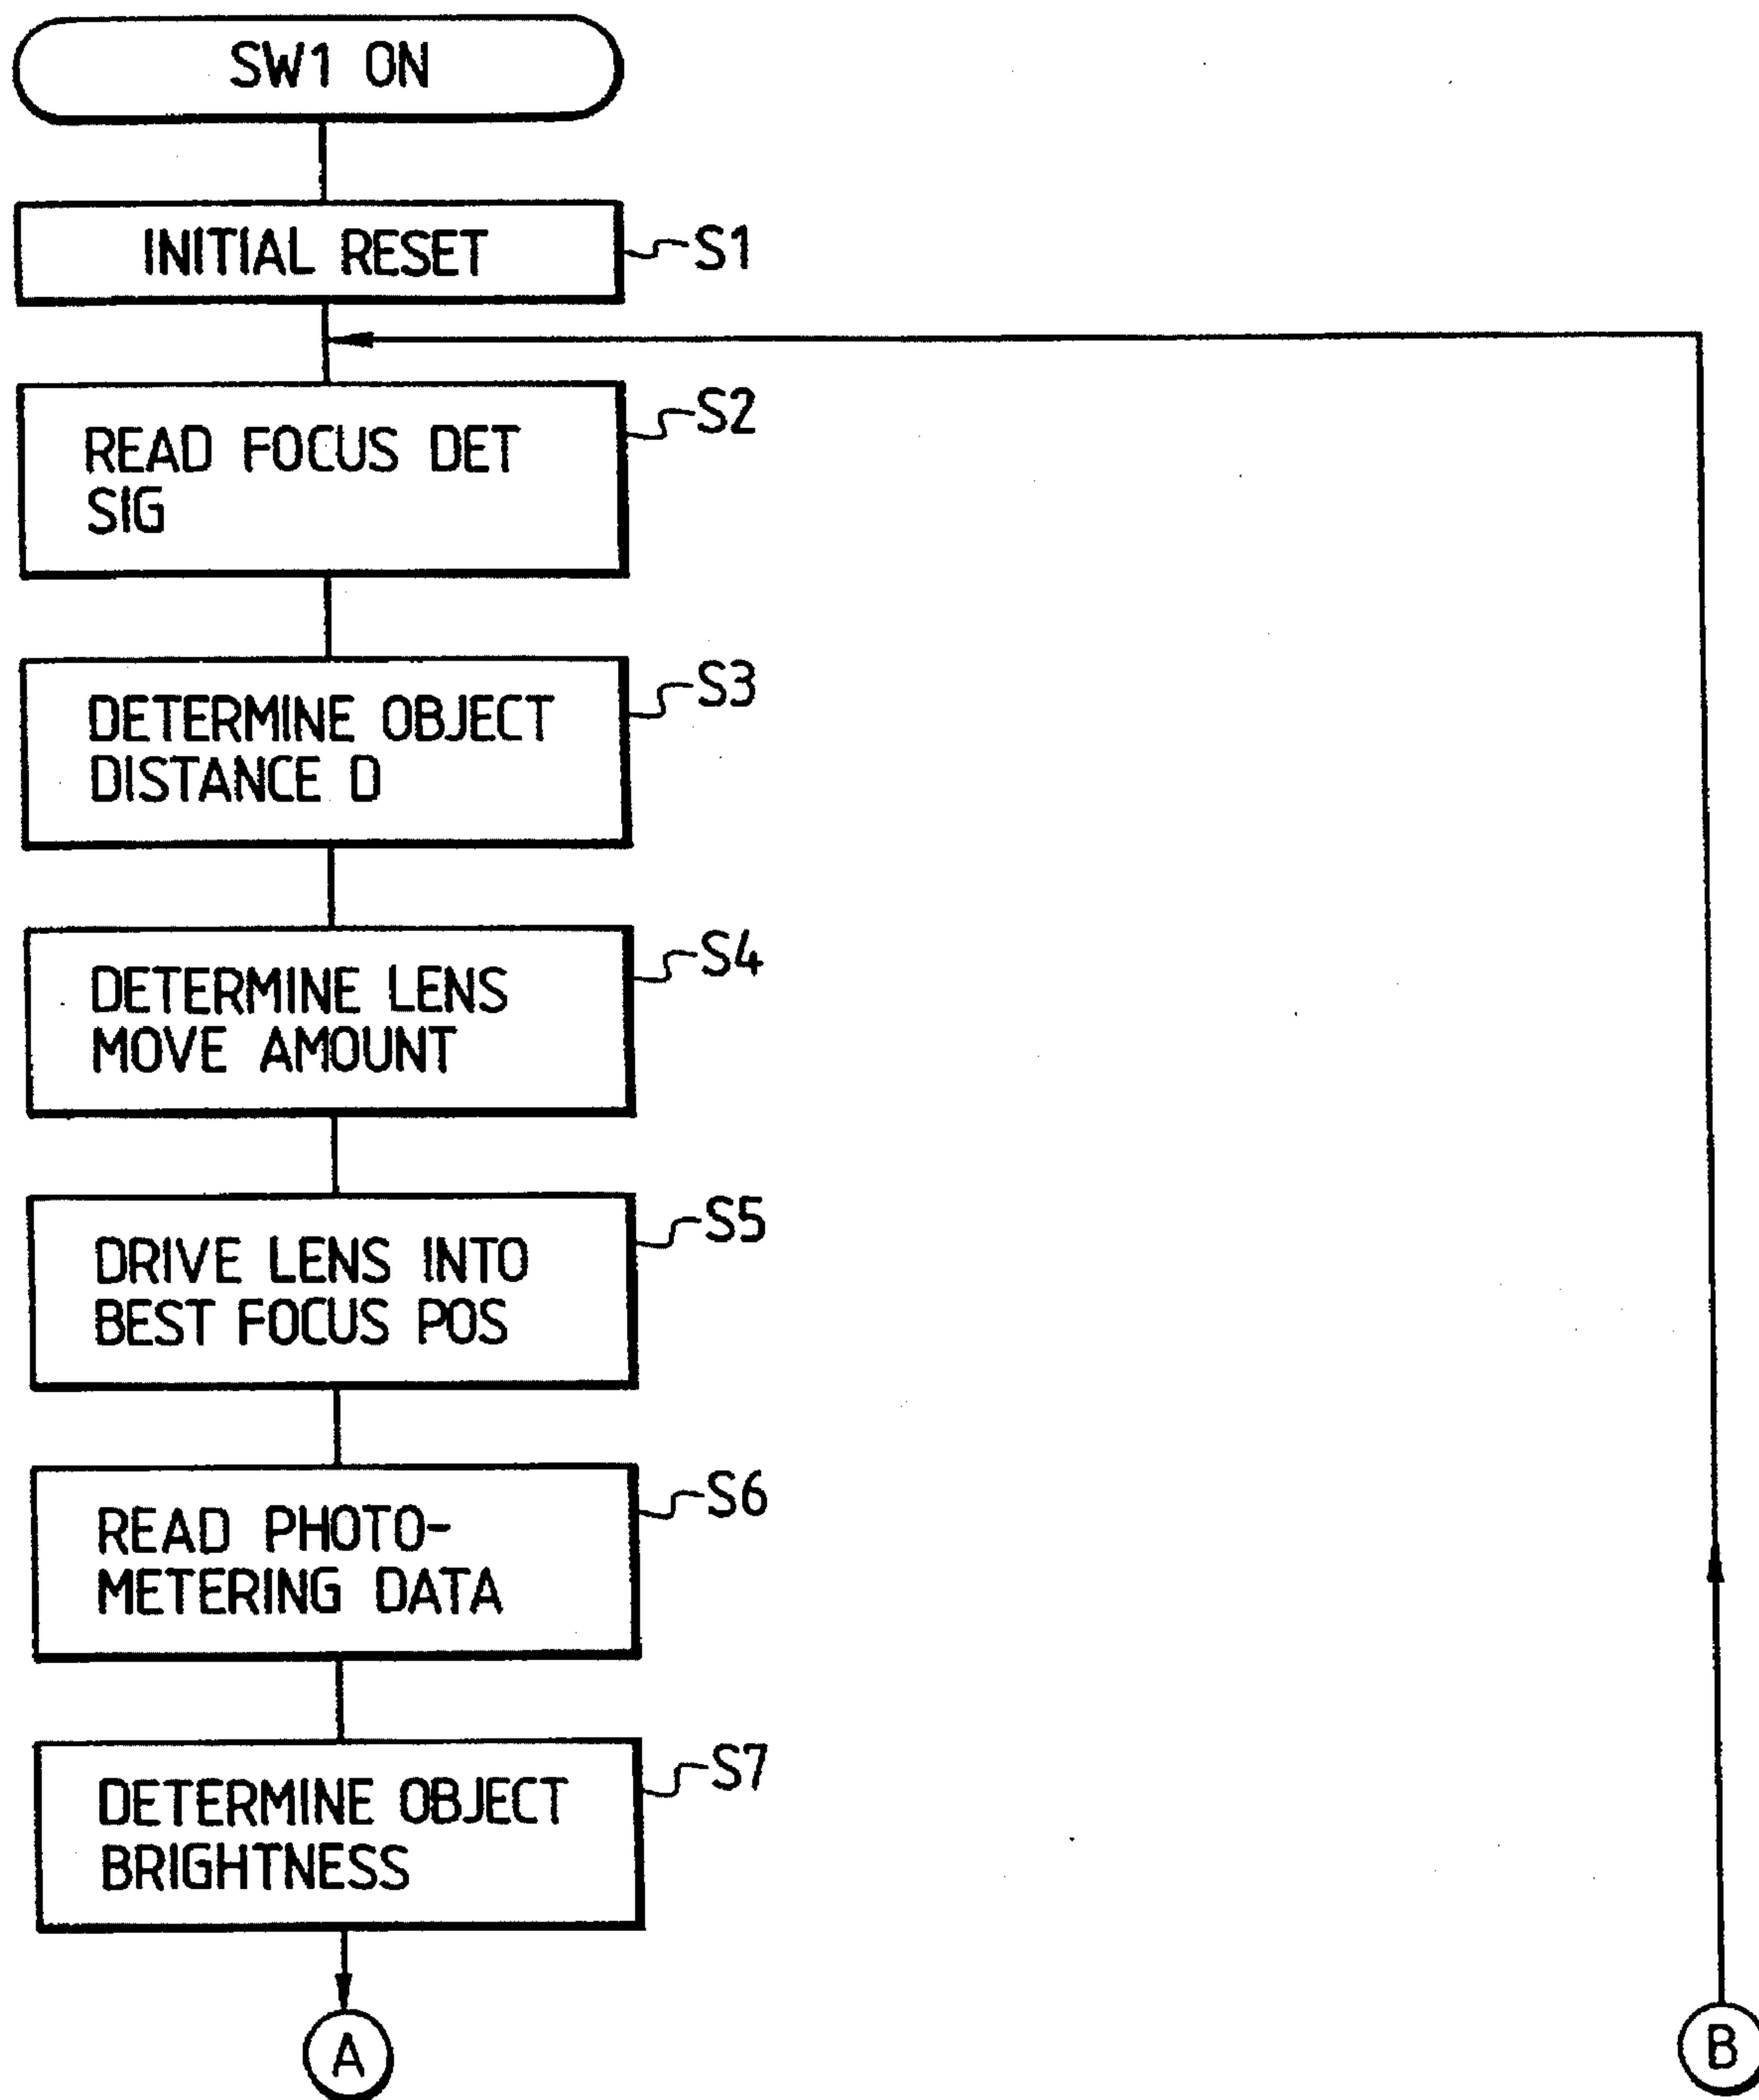 SW1 ON
INITIAL RESET
S1
READ FOCUS DET
SIG
S2
DETERMINE OBJECT
DISTANCE D
S3
DETERMINE LENS
MOVE AMOUNT
S4
DRIVE LENS INTO
BEST FOCUS POS
S5
READ PHOTO-
METERING DATA
S6
DETERMINE OBJECT
BRIGHTNESS
S7
A
B